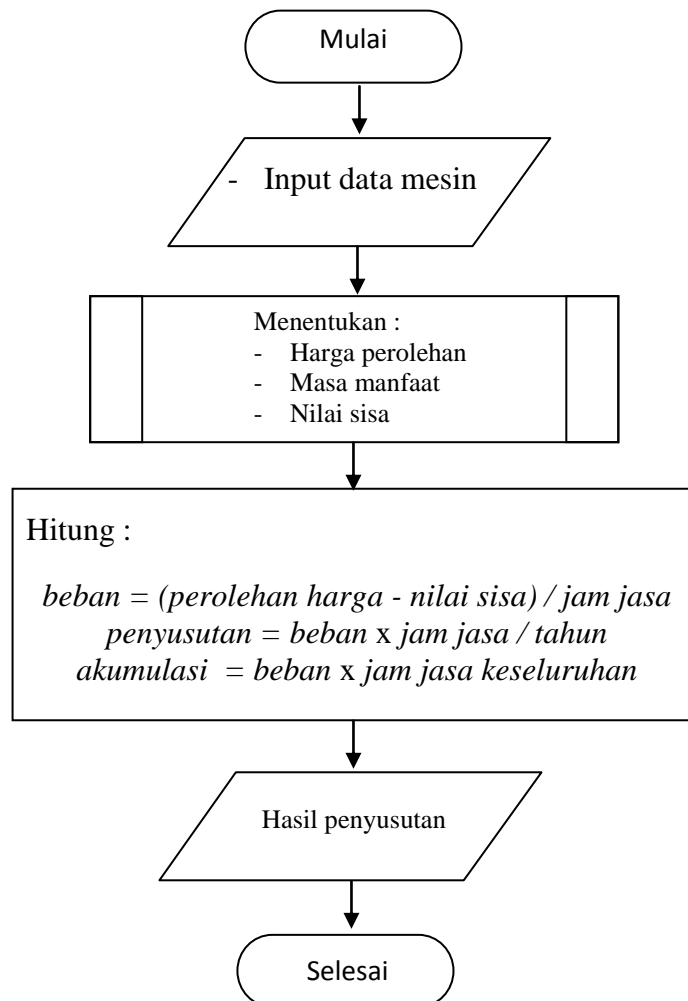 Mulai
- Input data mesin
Menentukan :
- Harga perolehan
- Masa manfaat
- Nilai sisa
Hitung :
beban = (perolehan harga - nilai sisa) / jam jasa
penyusutan = beban x jam jasa / tahun
akumulasi = beban x jam jasa keseluruhan
Hasil penyusutan
Selesai